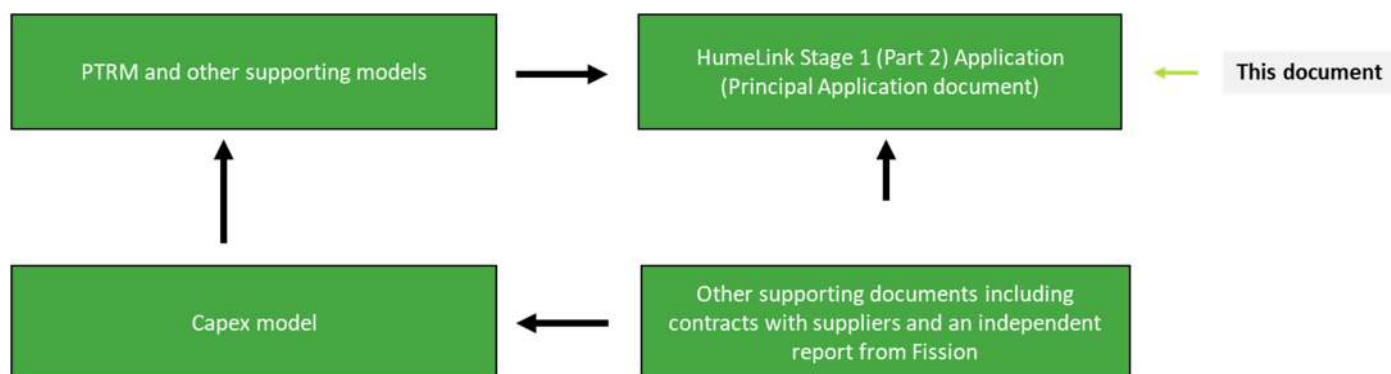 PTRM and other supporting models
HumeLink Stage 1 (Part 2) Application
(Principal Application document)
This document
Capex model
Other supporting documents including
contracts with suppliers and an independent
report from Fission